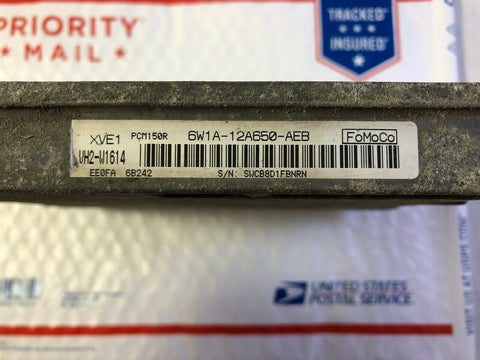 PRIORITY
★ MAIL ★
TRACKED
INSURED
XVE1 PCM150R 6W1A-12A650-AEB FoMoCo
VH2-W1614
EE0FA 6B242 S/N: SWCB8D1FBNRN
UNITED STATES
POSTAL SERVICE